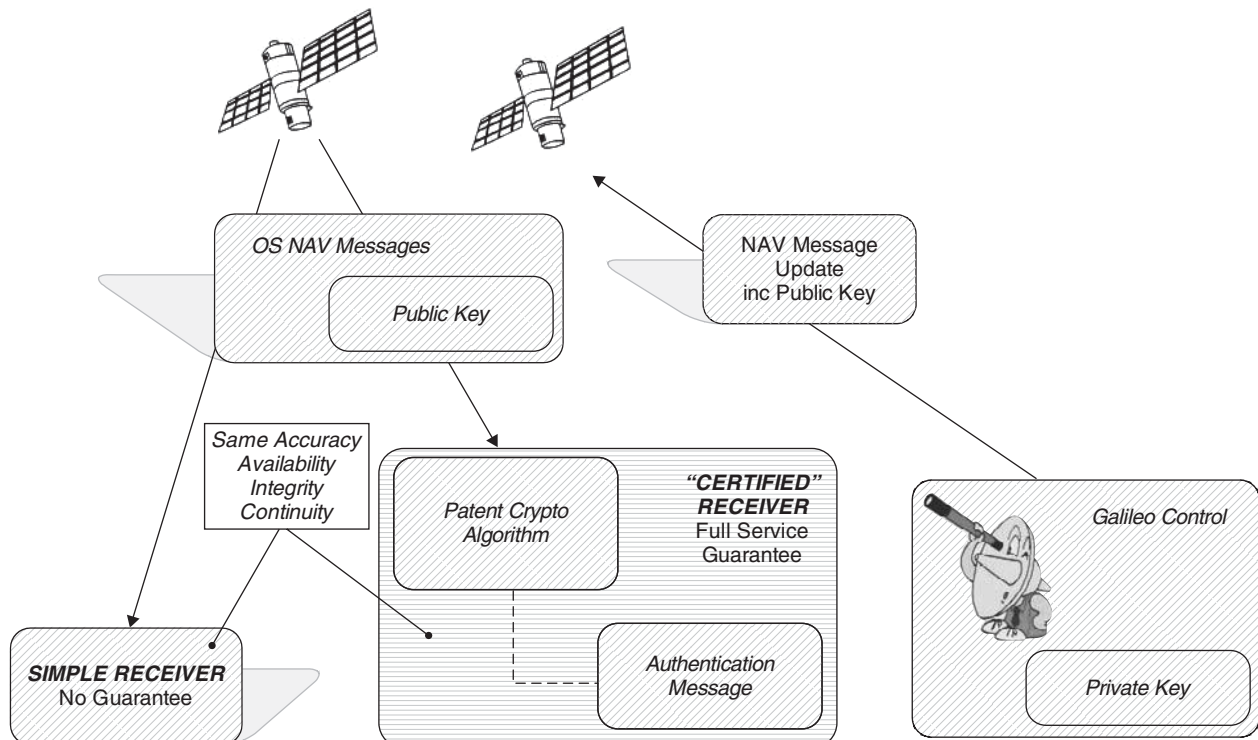 OS NAV Messages
Public Key
NAV Message
Update
inc Public Key
Same Accuracy
Availability
Integrity
Continuity
Patent Crypto
Algorithm
“CERTIFIED”
RECEIVER
Full Service
Guarantee
Authentication
Message
SIMPLE RECEIVER
No Guarantee
Galileo Control
Private Key